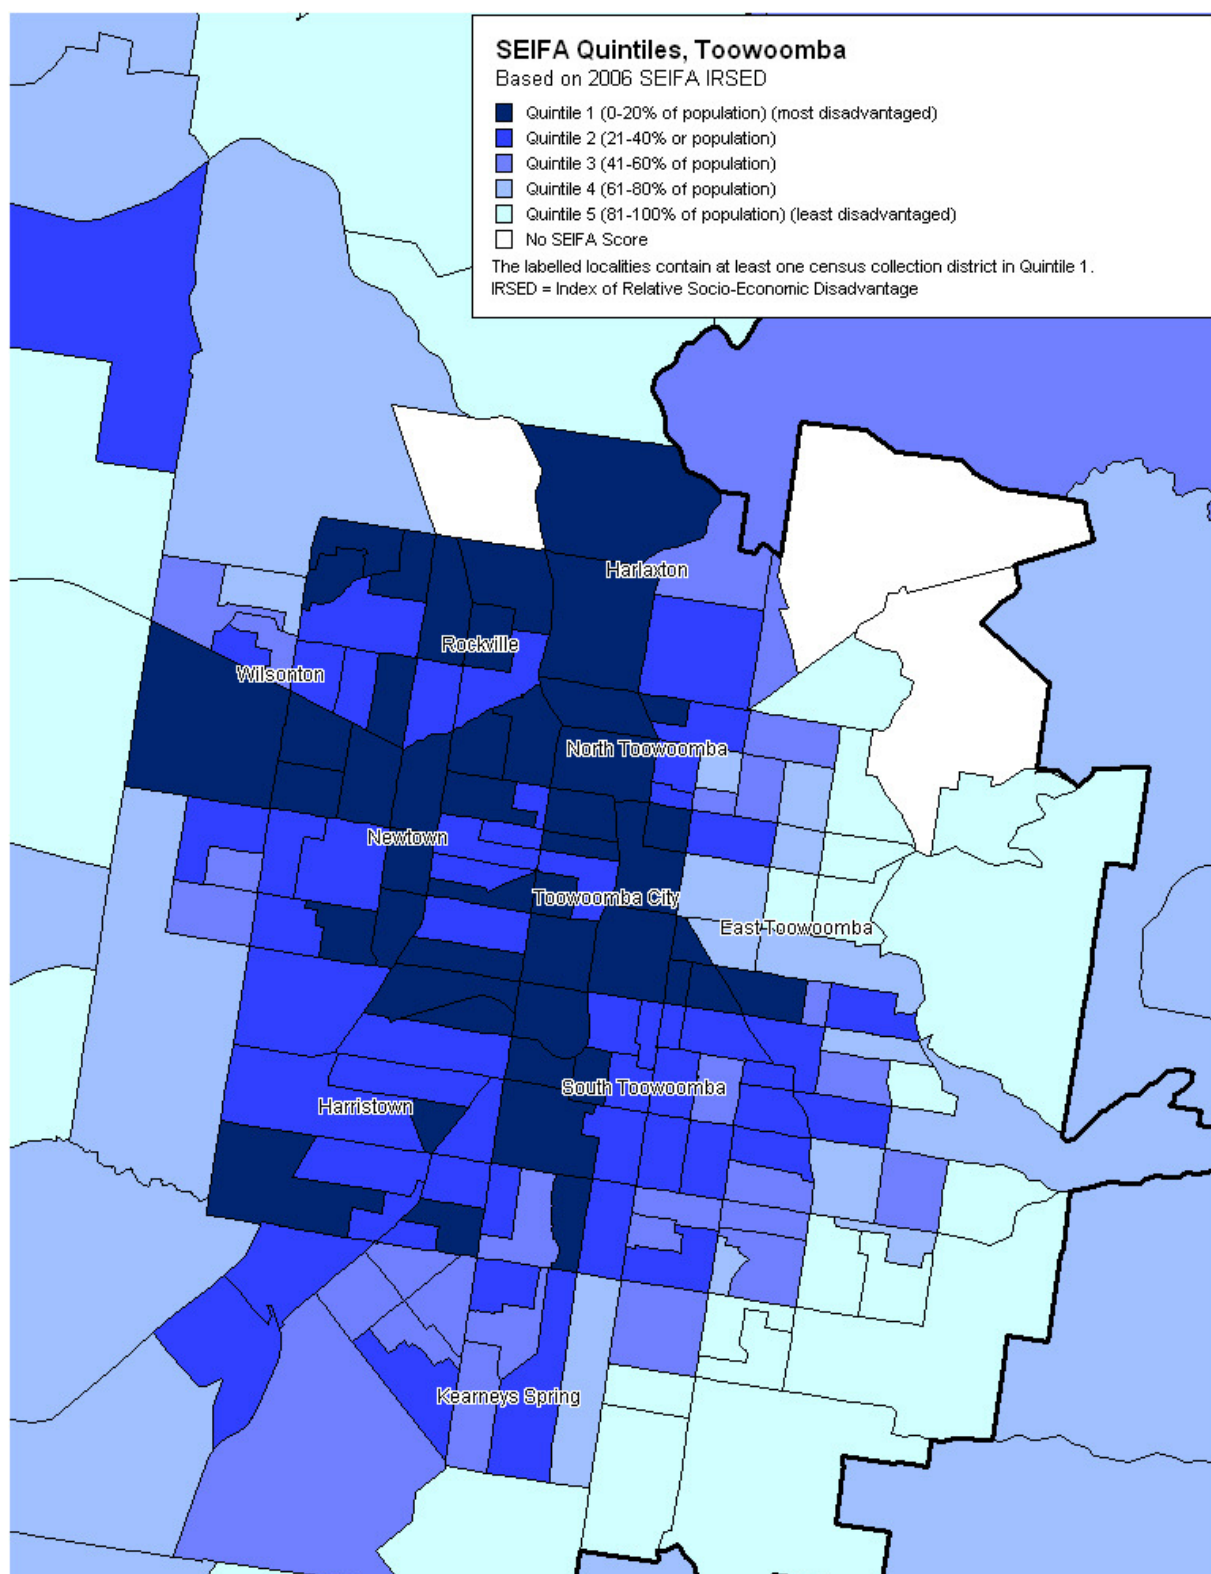 SEIFA Quintiles, Toowoomba
Based on 2006 SEIFA IRSED
Quintile 1 (0-20% of population) (most disadvantaged)
Quintile 2 (21-40% or population)
Quintile 3 (41-60% of population)
Quintile 4 (61-80% of population)
Quintile 5 (81-100% of population) (least disadvantaged)
No SEIFA Score
The labelled localities contain at least one census collection district in Quintile 1.
IRSED = Index of Relative Socio-Economic Disadvantage
Harlaxton
Rockville
Wilsonton
North Toowoomba
Newtown
Toowoomba City
East Toowoomba
South Toowoomba
Harristown
Kearneys Spring